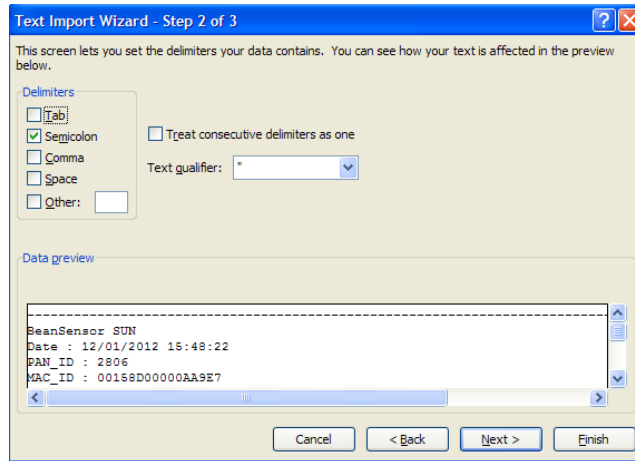 Text Import Wizard - Step 2 of 3
This screen lets you set the delimiters your data contains. You can see how your text is affected in the preview
below.
Delimiters
Tab
Semicolon
Comma
Space
Other:
Treat consecutive delimiters as one
Text qualifier: "
Data preview
BeanSensor SUN
Date : 12/01/2012 15:48:22
PAN_ID : 2806
MAC_ID : 00158D00000AA9E7
Cancel
< Back
Next >
Finish